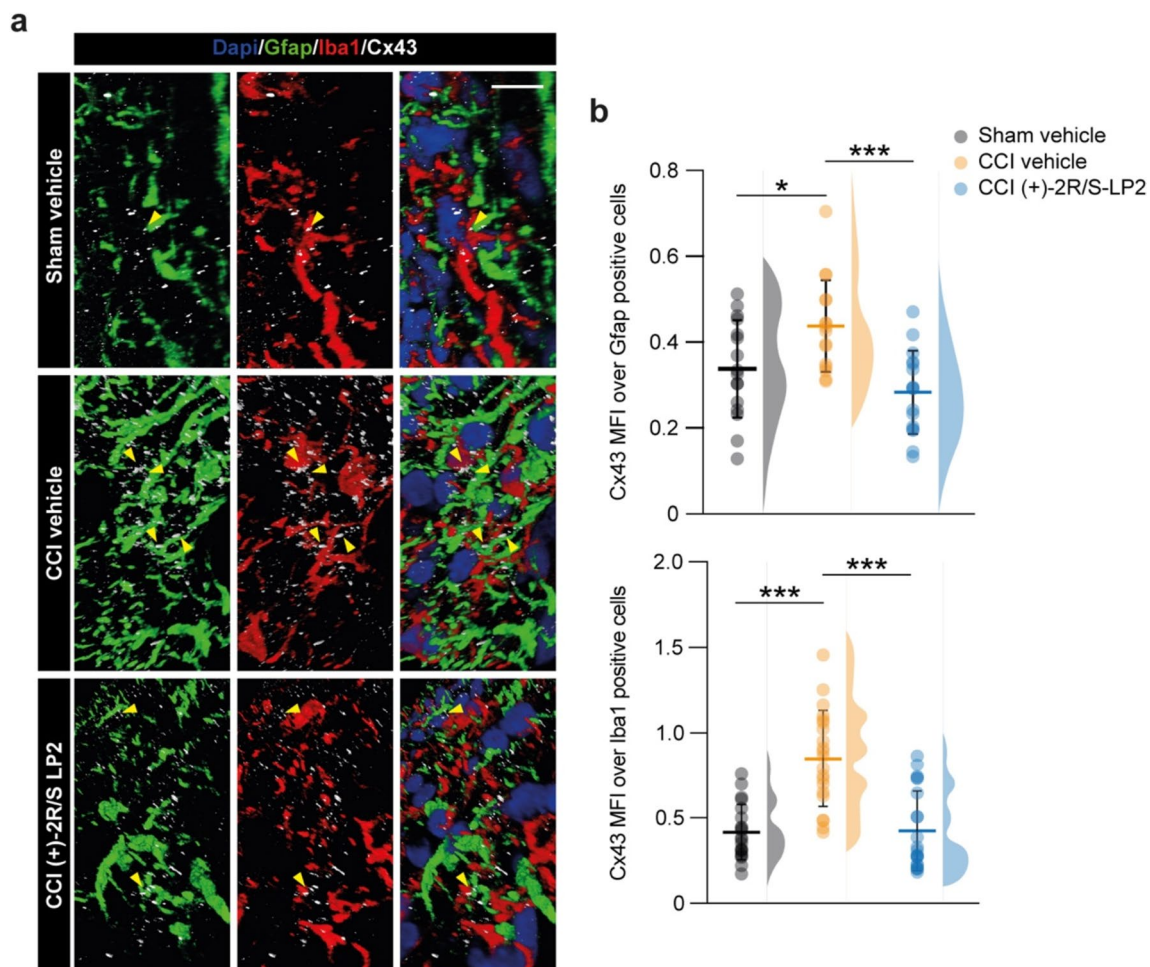 a
Dapi/Gfap/Iba1/Cx43
Sham vehicle
CCI vehicle
CCI (+)-2R/S LP2
b
Sham vehicle
CCI vehicle
CCI (+)-2R/S-LP2
Cx43 MFI over Gfap positive cells
0.8
0.6
0.4
0.2
0
*
***
Cx43 MFI over Iba1 positive cells
2.0
1.5
1.0
0.5
0
***
***